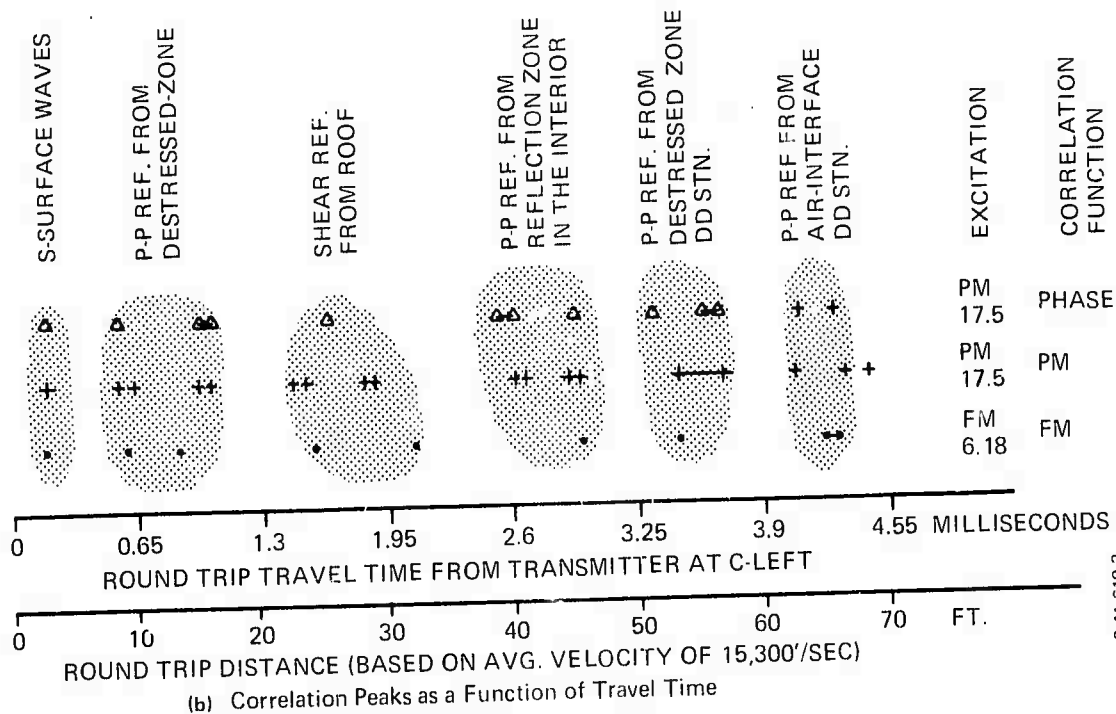 S-SURFACE WAVES
P-P REF. FROM
DESTRESSED-ZONE
SHEAR REF.
FROM ROOF
P-P REF. FROM
REFLECTION ZONE
IN THE INTERIOR
P-P REF. FROM
DESTRESSED ZONE
DD STN.
P-P REF FROM
AIR-INTERFACE
DD STN.
EXCITATION
CORRELATION
FUNCTION
PM
17.5 PHASE
PM
17.5 PM
FM
6.18 FM
0 0.65 1.3 1.95 2.6 3.25 3.9 4.55 MILLISECONDS
ROUND TRIP TRAVEL TIME FROM TRANSMITTER AT C-LEFT
0 10 20 30 40 50 60 70 FT.
ROUND TRIP DISTANCE (BASED ON AVG. VELOCITY OF 15,300'/SEC)
(b) Correlation Peaks as a Function of Travel Time